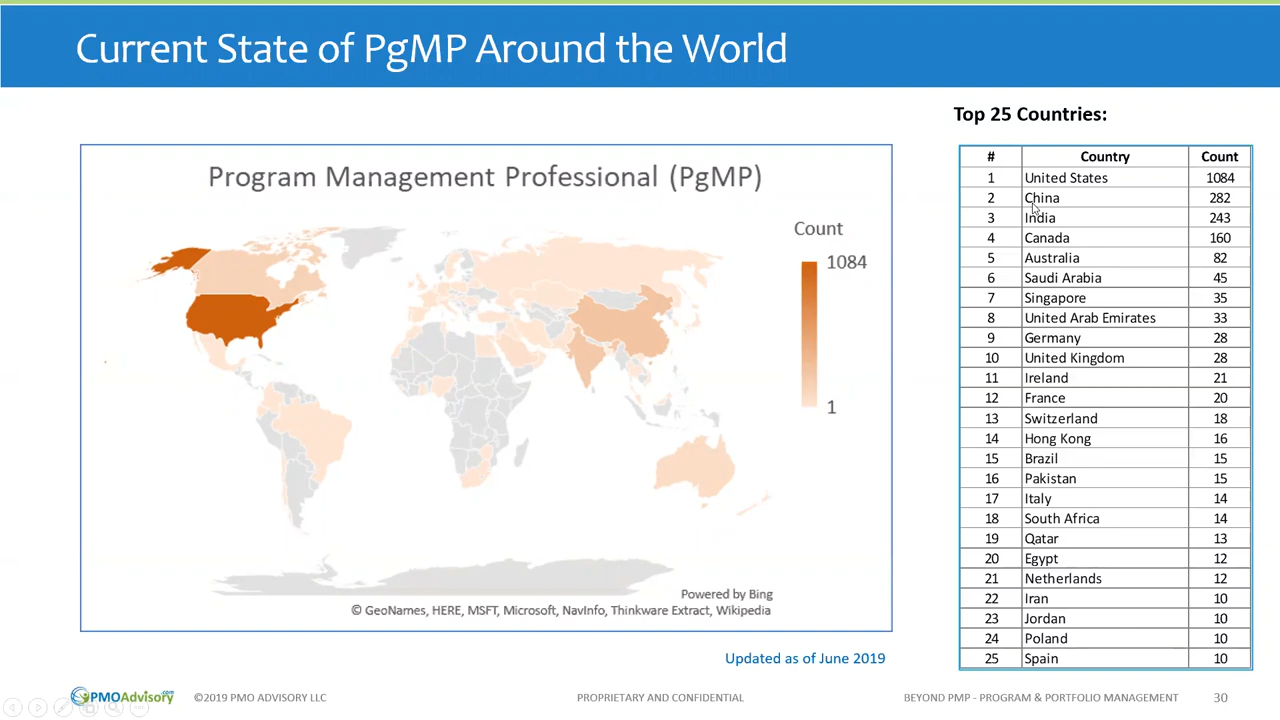 Current State of PgMP Around the World
Top 25 Countries:
Program Management Professional (PgMP)
Count
1084
1
Powered by Bing
© GeoNames, HERE, MSFT, Microsoft, NavInfo, Thinkware Extract, Wikipedia
Updated as of June 2019
# Country Count
1 United States 1084
2 China 282
3 India 243
4 Canada 160
5 Australia 82
6 Saudi Arabia 45
7 Singapore 35
8 United Arab Emirates 33
9 Germany 28
10 United Kingdom 28
11 Ireland 21
12 France 20
13 Switzerland 18
14 Hong Kong 16
15 Brazil 15
16 Pakistan 15
17 Italy 14
18 South Africa 14
19 Qatar 13
20 Egypt 12
21 Netherlands 12
22 Iran 10
23 Jordan 10
24 Poland 10
25 Spain 10
PMOAdvisory.com
©2019 PMO ADVISORY LLC
PROPRIETARY AND CONFIDENTIAL
BEYOND PMP - PROGRAM & PORTFOLIO MANAGEMENT
30